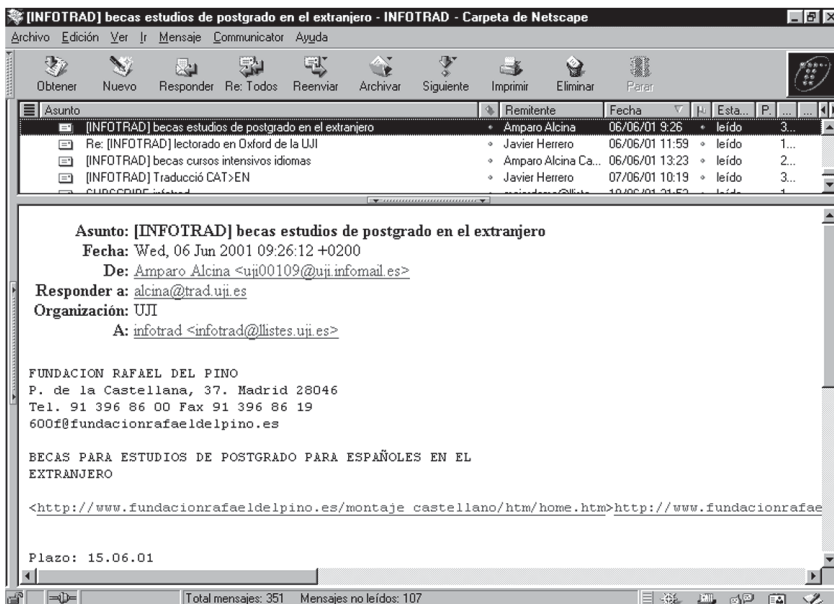 [INFOTRAD] becas estudios de postgrado en el extranjero - INFOTRAD - Carpeta de Netscape
Archivo Edición Ver Ir Mensaje Communicator Ayuda
Obtener Nuevo Responder Re: Todos Reenviar Archivar Siguiente Imprimir Eliminar Parar
Asunto Remitente Fecha Esta... P. ... ...
[INFOTRAD] becas estudios de postgrado en el extranjero Amparo Alcina 06/06/01 9:26 leído 3...
Re: [INFOTRAD] lectorado en Oxford de la UJI Javier Herrero 06/06/01 11:59 leído 1...
[INFOTRAD] becas cursos intensivos idiomas Amparo Alcina Ca... 06/06/01 13:23 leído 2...
[INFOTRAD] Traducció CAT>EN Javier Herrero 07/06/01 10:19 leído 3...
Asunto: [INFOTRAD] becas estudios de postgrado en el extranjero
Fecha: Wed, 06 Jun 2001 09:26:12 +0200
De: Amparo Alcina <uji00109@uji.infomail.es>
Responder a: alcina@trad.uji.es
Organización: UJI
A: infotrad <infotrad@llistes.uji.es>
FUNDACION RAFAEL DEL PINO
P. de la Castellana, 37. Madrid 28046
Tel. 91 396 86 00 Fax 91 396 86 19
600f@fundacionrafaeldelpino.es
BECAS PARA ESTUDIOS DE POSTGRADO PARA ESPAÑOLES EN EL
EXTRANJERO
<http://www.fundacionrafaeldelpino.es/montaje castellano/htm/home.htm>http://www.fundacionrafae
Plazo: 15.06.01
Total mensajes: 351 Mensajes no leídos: 107